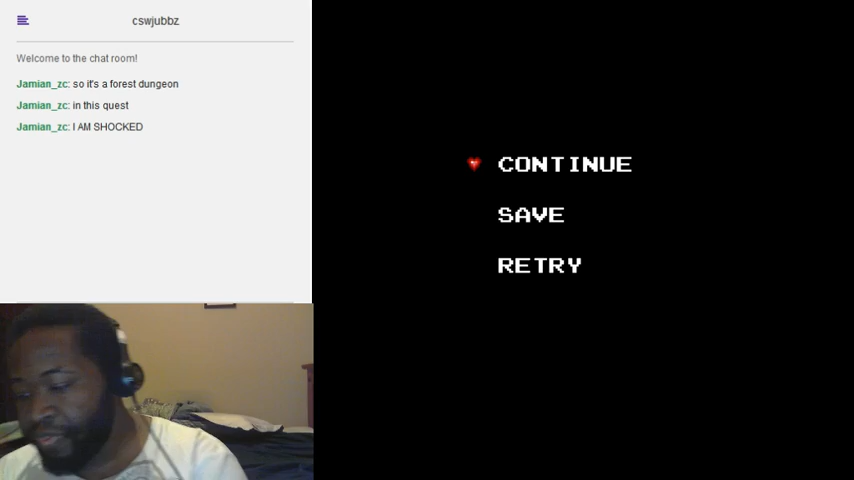 cswjubbz
Welcome to the chat room!
Jamian_zc: so it's a forest dungeon
Jamian_zc: in this quest
Jamian_zc: I AM SHOCKED
CONTINUE
SAVE
RETRY